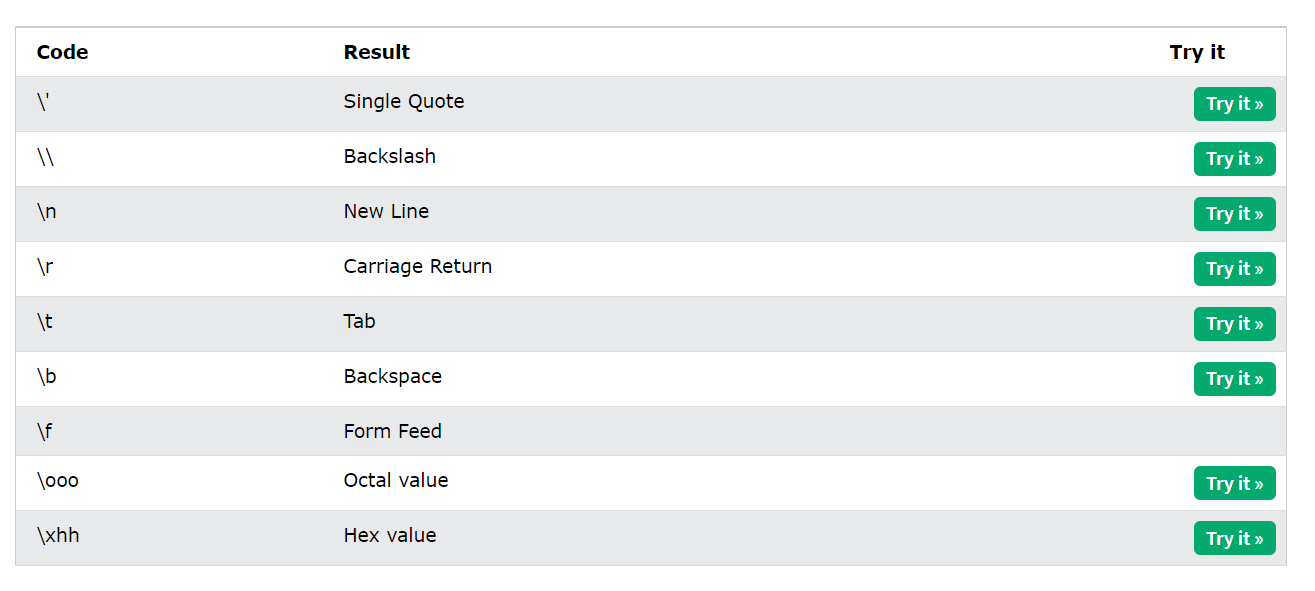 Code Result Try it
\' Single Quote Try it »
\\ Backslash Try it »
\n New Line Try it »
\r Carriage Return Try it »
\t Tab Try it »
\b Backspace Try it »
\f Form Feed
\ooo Octal value Try it »
\xhh Hex value Try it »